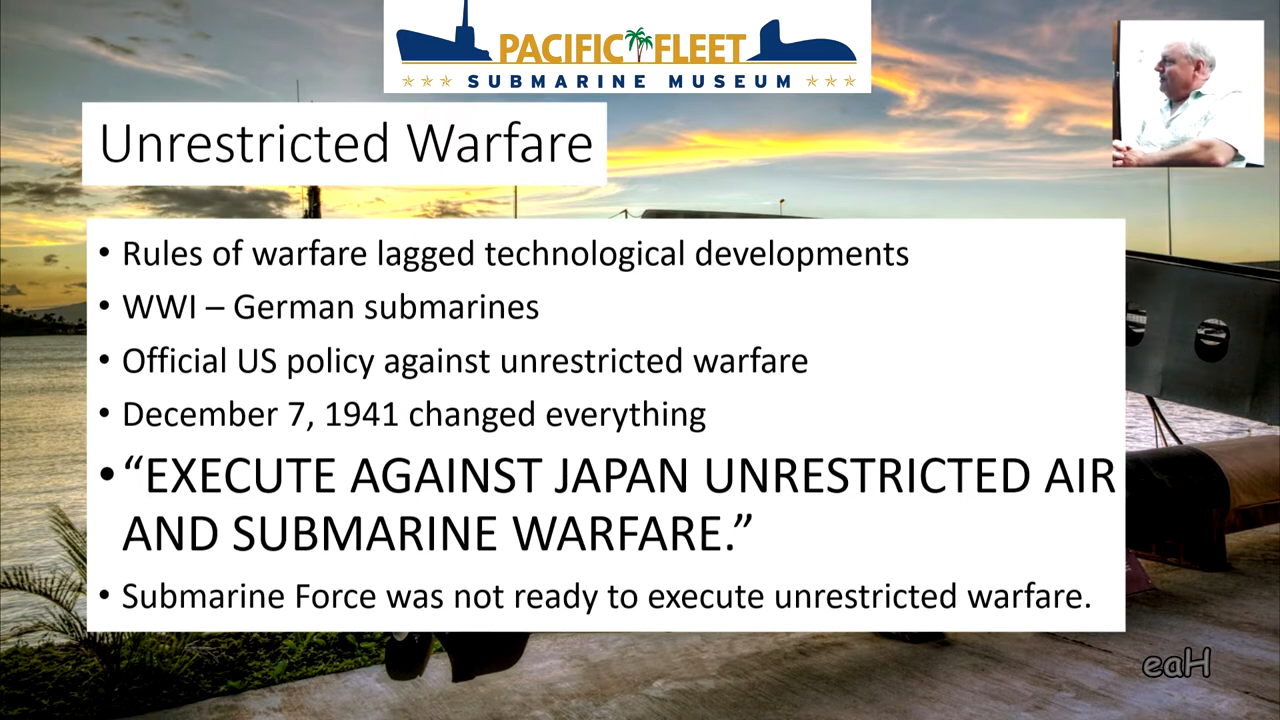 PACIFIC FLEET
SUBMARINE MUSEUM
Unrestricted Warfare
• Rules of warfare lagged technological developments
• WWI – German submarines
• Official US policy against unrestricted warfare
• December 7, 1941 changed everything
• “EXECUTE AGAINST JAPAN UNRESTRICTED AIR
AND SUBMARINE WARFARE.”
• Submarine Force was not ready to execute unrestricted warfare.
eaH